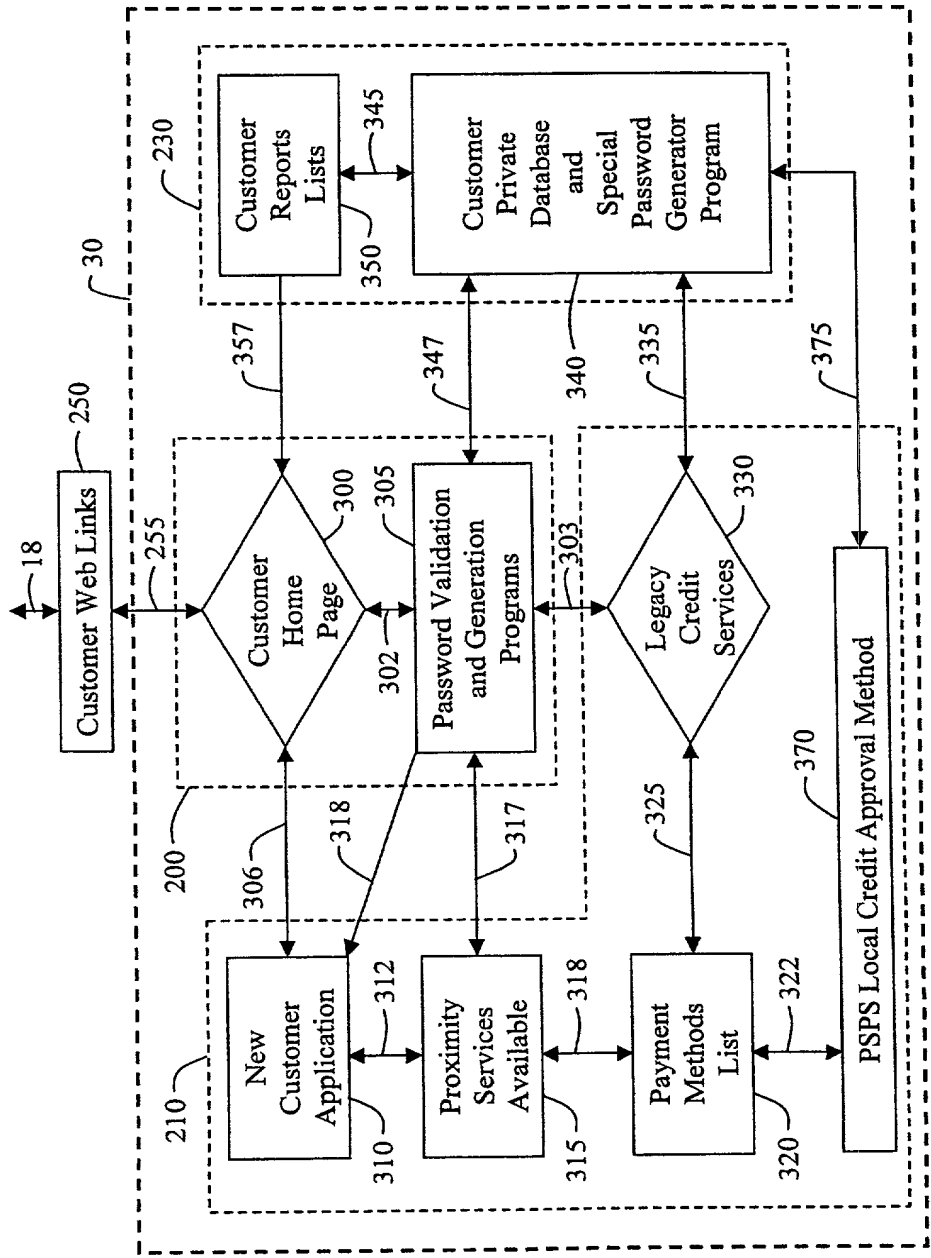 18
Customer Web Links
250
30
255
230
210
200
306
357
New
Customer
Application
Customer
Home
Page
300
Customer
Reports
Lists
318
310
312
302
305
350
345
Proximity
Services
Available
317
Password Validation
and Generation
Programs
347
315
318
303
340
Customer
Private
Database
and
Special
Password
Generator
Program
Payment
Methods
List
325
Legacy
Credit
Services
330
335
320
322
370
375
PSPS Local Credit Approval Method